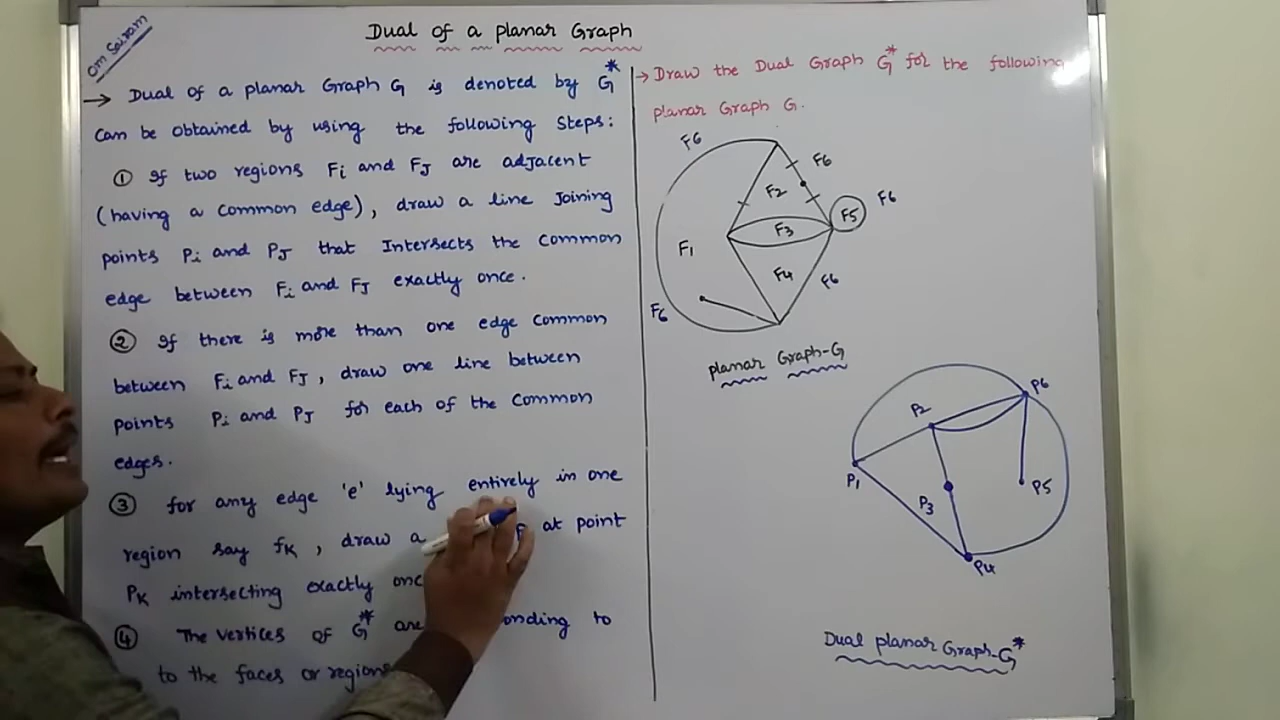 Om Sairam
Dual of a planar Graph
→ Dual of a planar Graph G is denoted by G*
can be obtained by using the following steps:
① If two regions Fi and FJ are adjacent
(having a common edge), draw a line Joining
points Pi and PJ that Intersects the common
edge between Fi and FJ exactly once.
② If there is more than one edge common
between Fi and FJ, draw one line between
points Pi and PJ for each of the common
edges.
③ for any edge 'e' lying entirely in one
region say fK, draw a at point
PK intersecting exactly
④ The vertices of G* are
to the faces or regions
→ Draw the Dual Graph G* for the following
planar Graph G.
F6
F6
F2
F5
F6
F3
F1
F4
F6
F6
planar Graph-G
P6
P2
P1
P3
P5
P4
Dual planar Graph-G*